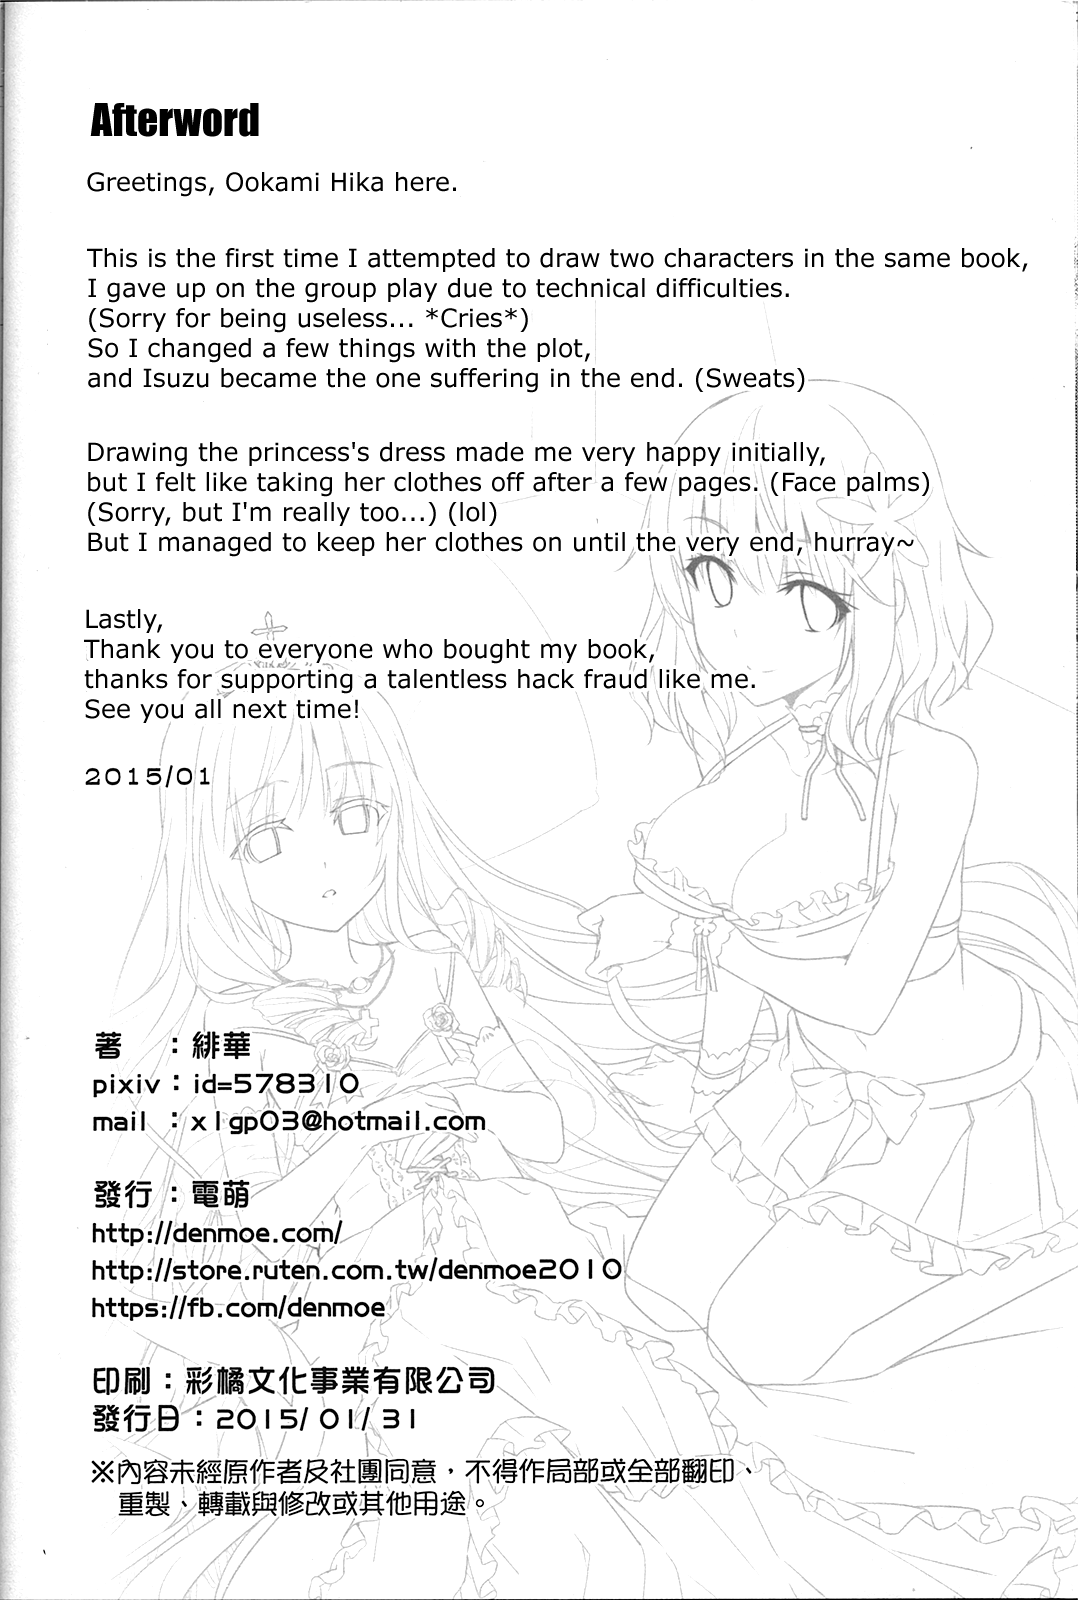 Afterword
Greetings, Ookami Hika here.
This is the first time I attempted to draw two characters in the same book,
I gave up on the group play due to technical difficulties.
(Sorry for being useless... *Cries*)
So I changed a few things with the plot,
and Isuzu became the one suffering in the end. (Sweats)
Drawing the princess's dress made me very happy initially,
but I felt like taking her clothes off after a few pages. (Face palms)
(Sorry, but I'm really too...) (lol)
But I managed to keep her clothes on until the very end, hurray~
Lastly,
Thank you to everyone who bought my book,
thanks for supporting a talentless hack fraud like me.
See you all next time!
2015/01
著 ：緋華
pixiv：id=578310
mail ：x1gp03@hotmail.com
發行：電萌
http://denmoe.com/
http://store.ruten.com.tw/denmoe2010
https://fb.com/denmoe
印刷：彩橘文化事業有限公司
發行日：2015/01/31
※內容未經原作者及社團同意，不得作局部或全部翻印、
重製、轉載與修改或其他用途。